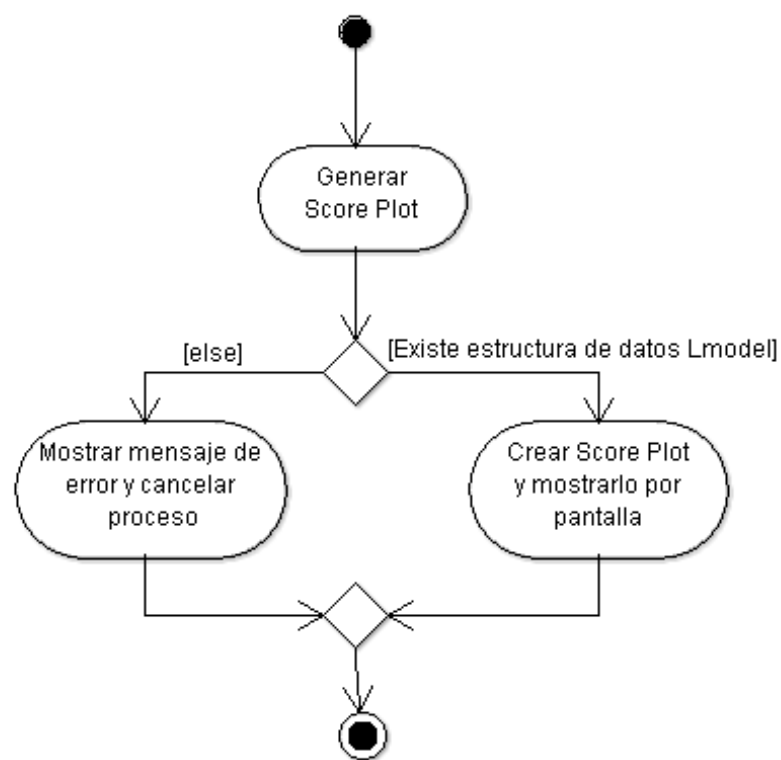 Generar
Score Plot
[else]
[Existe estructura de datos Lmodel]
Mostrar mensaje de
error y cancelar
proceso
Crear Score Plot
y mostrarlo por
pantalla